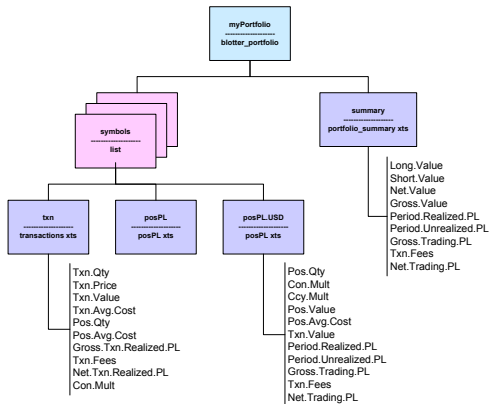 myPortfolio
--------------------
blotter_portfolio
symbols
--------------------
list
summary
--------------------
portfolio_summary xts
Long.Value
Short.Value
Net.Value
Gross.Value
Period.Realized.PL
Period.Unrealized.PL
Gross.Trading.PL
Txn.Fees
Net.Trading.PL
txn
--------------------
transactions xts
posPL
--------------------
posPL xts
posPL.USD
--------------------
posPL xts
Txn.Qty
Txn.Price
Txn.Value
Txn.Avg.Cost
Pos.Qty
Pos.Avg.Cost
Gross.Txn.Realized.PL
Txn.Fees
Net.Txn.Realized.PL
Con.Mult
Pos.Qty
Con.Mult
Ccy.Mult
Pos.Value
Pos.Avg.Cost
Txn.Value
Period.Realized.PL
Period.Unrealized.PL
Gross.Trading.PL
Txn.Fees
Net.Trading.PL